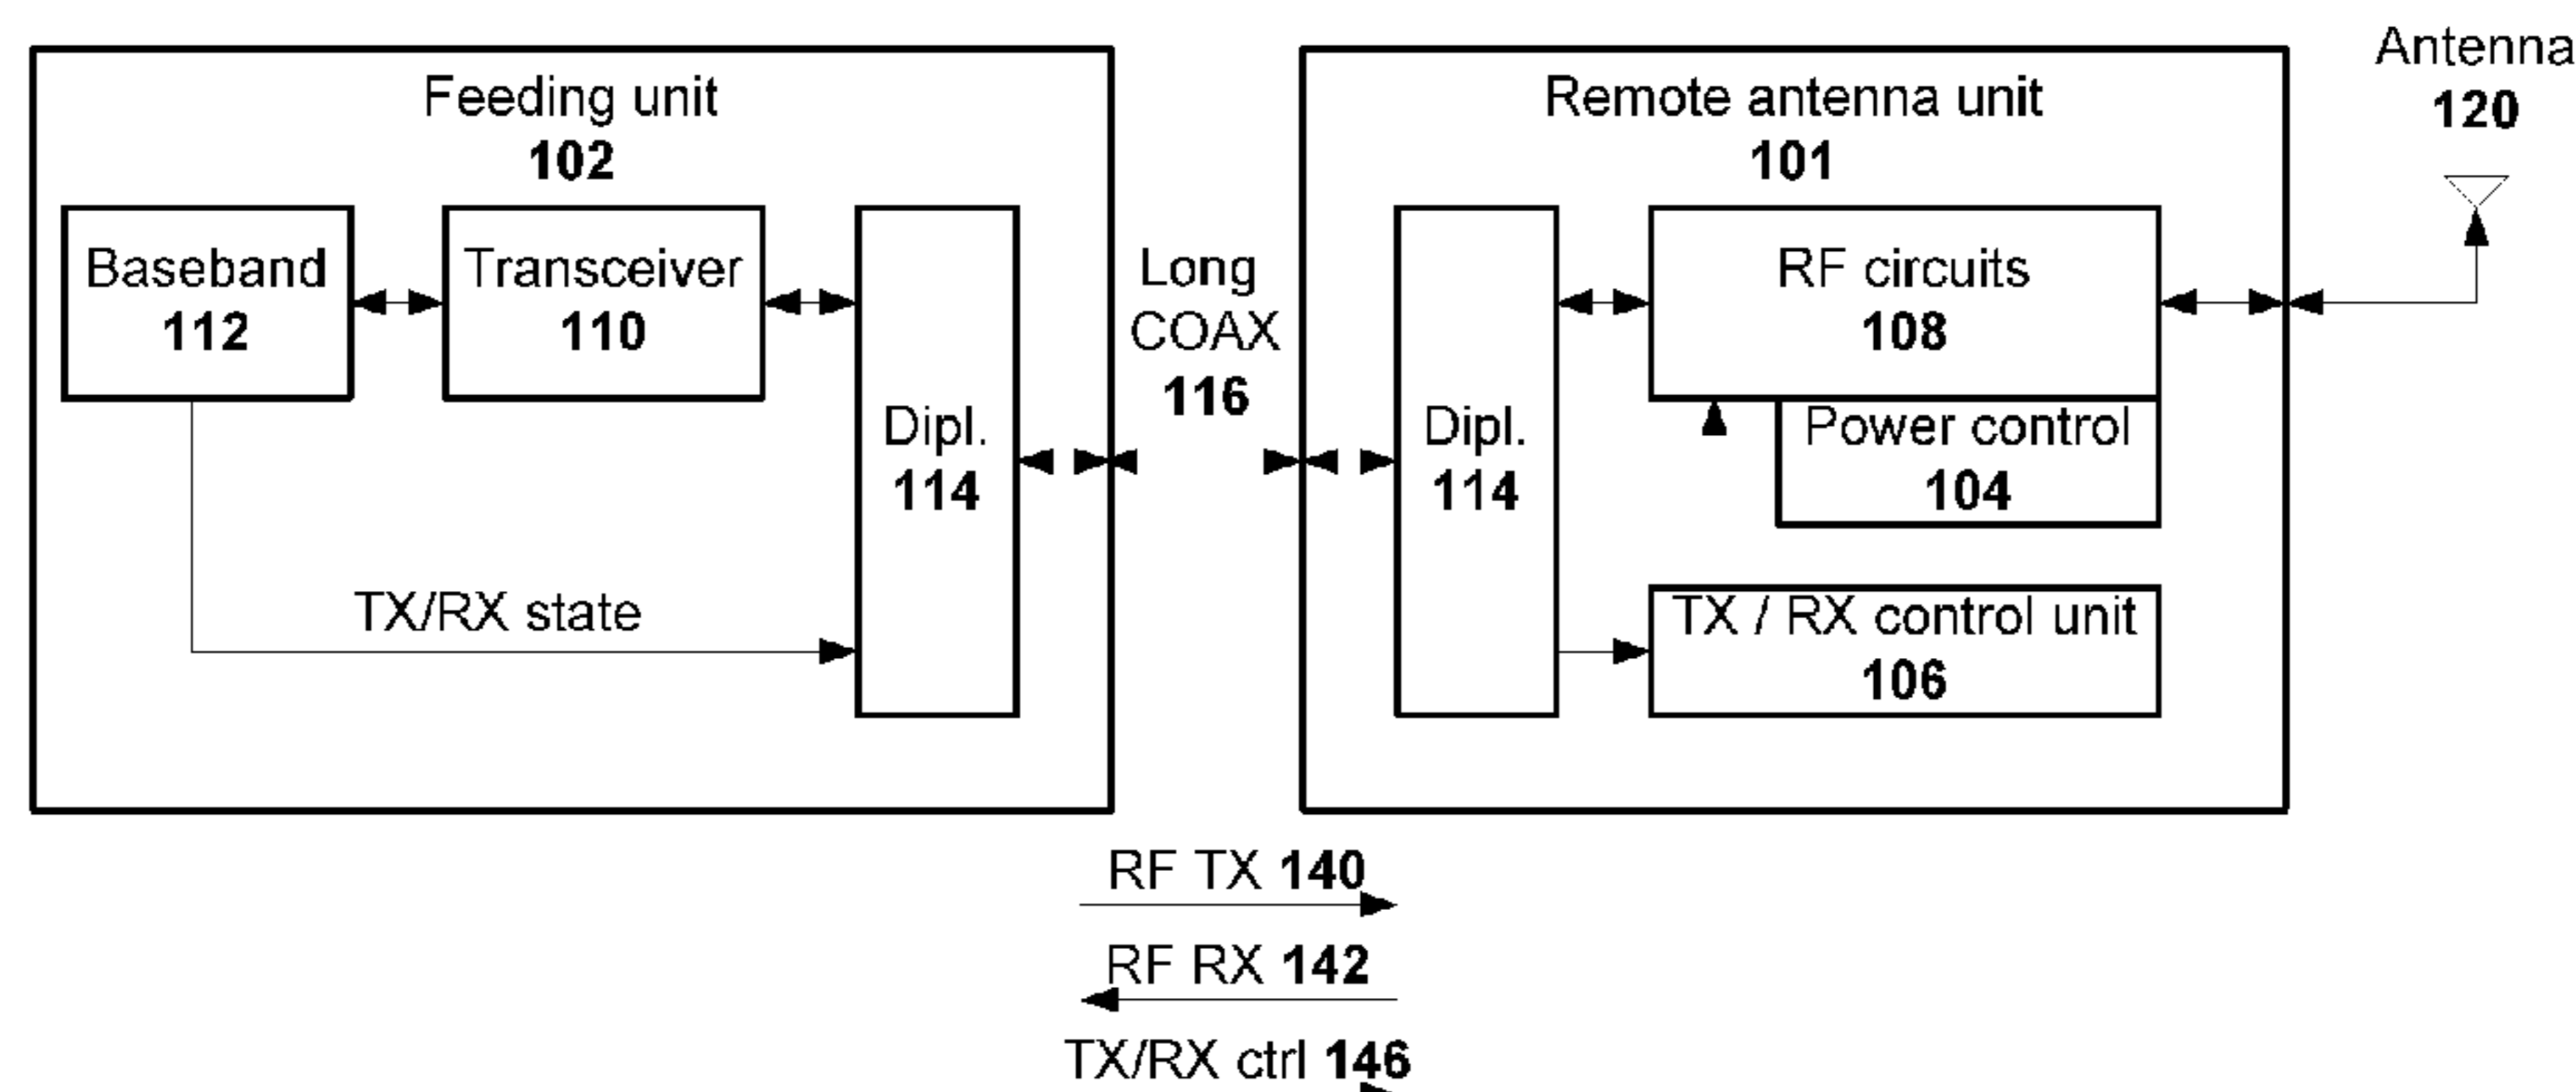 Antenna
120
Feeding unit
102
Remote antenna unit
101
Baseband
112
Transceiver
110
Dipl.
114
TX/RX state
Long
COAX
116
Dipl.
114
RF circuits
108
Power control
104
TX / RX control unit
106
RF TX 140
RF RX 142
TX/RX ctrl 146